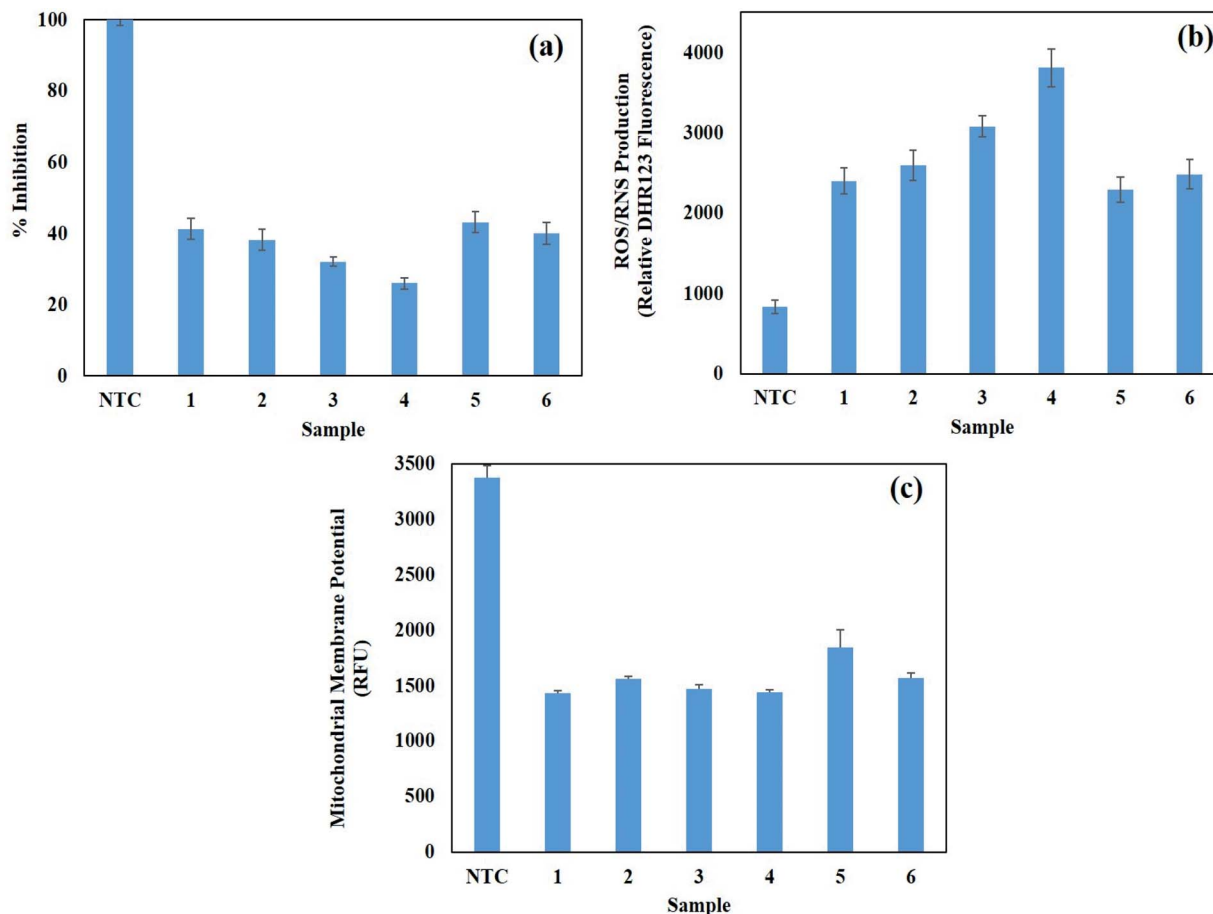 (a)
% Inhibition
100
80
60
40
20
0
NTC 1 2 3 4 5 6
Sample
(b)
ROS/RNS Production
(Relative DHR123 Fluorescence)
4000
3000
2000
1000
0
NTC 1 2 3 4 5 6
Sample
(c)
Mitochondrial Membrane Potential
(RFU)
3500
3000
2500
2000
1500
1000
500
0
NTC 1 2 3 4 5 6
Sample